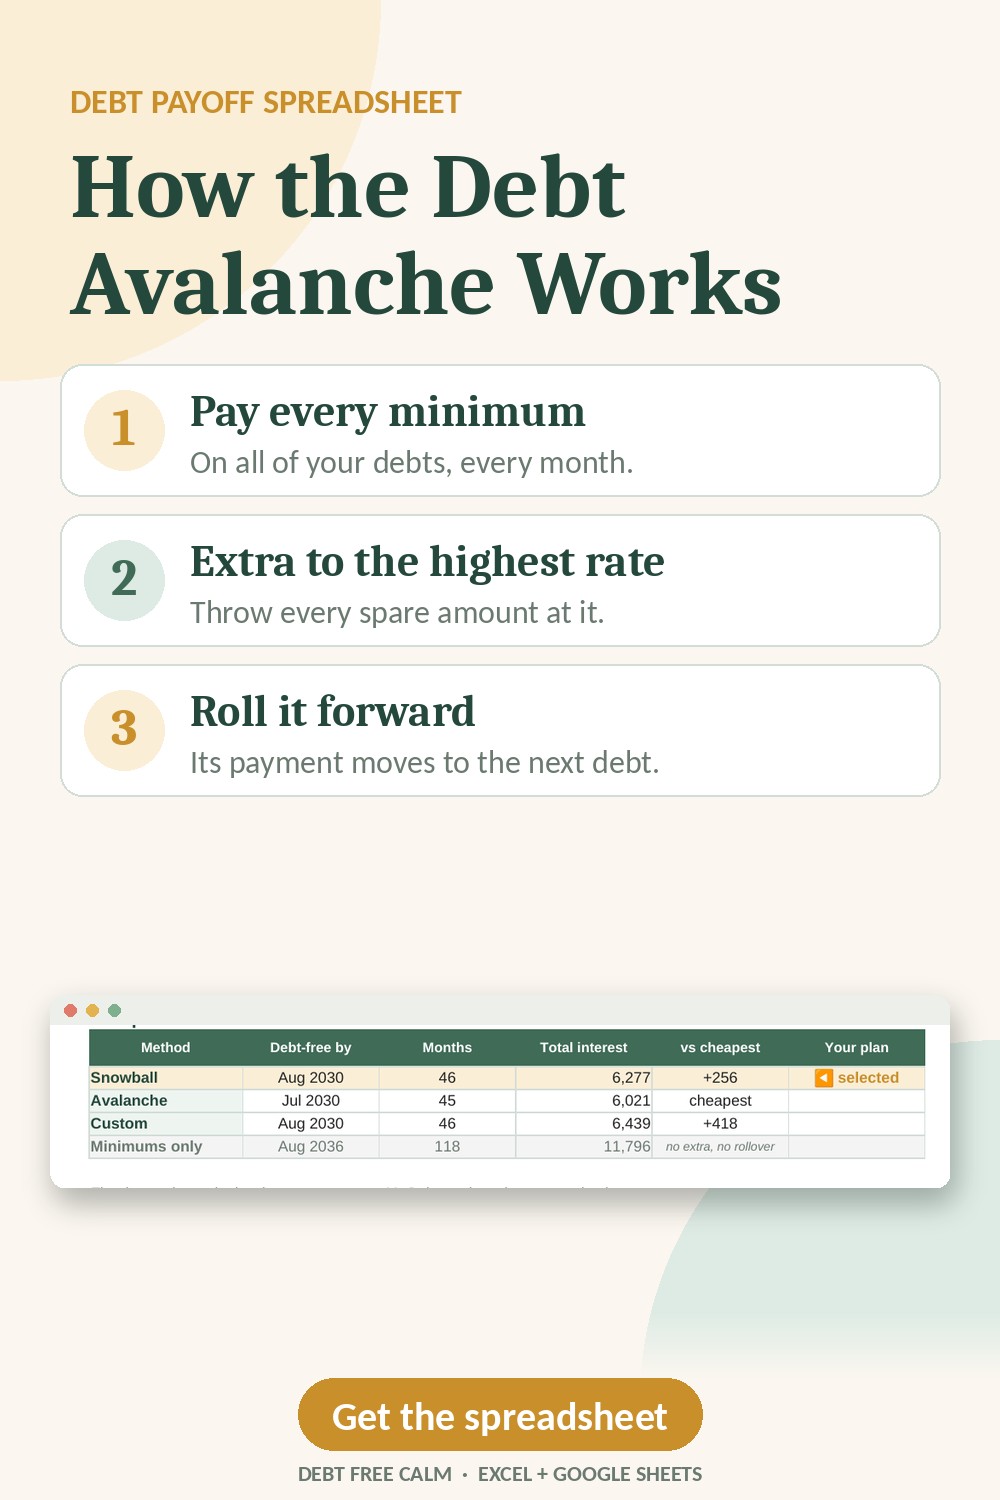 DEBT PAYOFF SPREADSHEET
How the Debt
Avalanche Works
1 Pay every minimum
On all of your debts, every month.
2 Extra to the highest rate
Throw every spare amount at it.
3 Roll it forward
Its payment moves to the next debt.
Method Debt-free by Months Total interest vs cheapest Your plan
Snowball Aug 2030 46 6,277 +256 ◀ selected
Avalanche Jul 2030 45 6,021 cheapest
Custom Aug 2030 46 6,439 +418
Minimums only Aug 2036 118 11,796 no extra, no rollover
Get the spreadsheet
DEBT FREE CALM · EXCEL + GOOGLE SHEETS